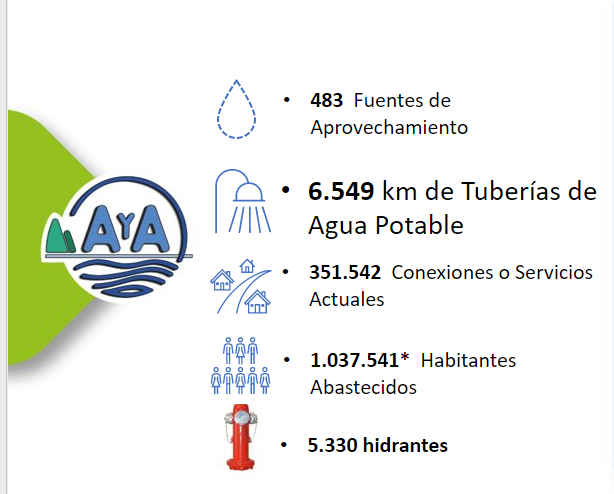 • 483 Fuentes de
Aprovechamiento
• 6.549 km de Tuberías de
Agua Potable
AYA
• 351.542 Conexiones o Servicios
Actuales
• 1.037.541* Habitantes
Abastecidos
• 5.330 hidrantes